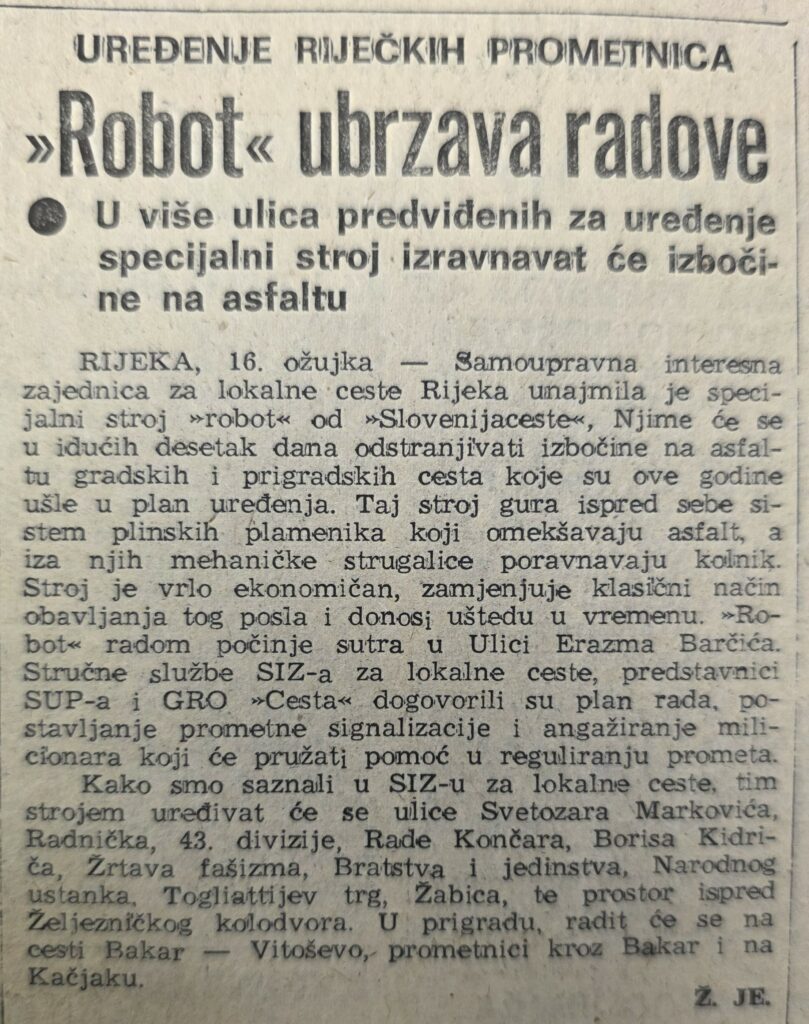 UREĐENJE RIJEČKIH PROMETNICA
»Robot« ubrzava radove
● U više ulica predviđenih za uređenje
specijalni stroj izravnavat će izboči-
ne na asfaltu
RIJEKA, 16. ožujka — Samoupravna interesna
zajednica za lokalne ceste Rijeka unajmila je speci-
jalni stroj »robot« od »Slovenijaceste«, Njime će se
u idućih desetak dana odstranjivati izbočine na asfal-
tu gradskih i prigradskih cesta koje su ove godine
ušle u plan uređenja. Taj stroj gura ispred sebe si-
stem plinskih plamenika koji omekšavaju asfalt, a
iza njih mehaničke strugalice poravnavaju kolnik.
Stroj je vrlo ekonomičan, zamjenjuje klasični način
obavljanja tog posla i donosi uštedu u vremenu. »Ro-
bot« radom počinje sutra u Ulici Erazma Barčića.
Stručne službe SIZ-a za lokalne ceste, predstavnici
SUP-a i GRO »Cesta« dogovorili su plan rada, po-
stavljanje prometne signalizacije i angažiranje mili-
cionara koji će pružati pomoć u reguliranju prometa.
Kako smo saznali u SIZ-u za lokalne ceste, tim
strojem uređivat će se ulice Svetozara Markovića,
Radnička, 43. divizije, Rade Končara, Borisa Kidri-
ča, Žrtava fašizma, Bratstva i jedinstva, Narodnog
ustanka, Togliattijev trg, Žabica, te prostor ispred
Željezničkog kolodvora. U prigradu, radit će se na
cesti Bakar — Vitoševo, prometnici kroz Bakar i na
Kačjaku.
Ž. JE.